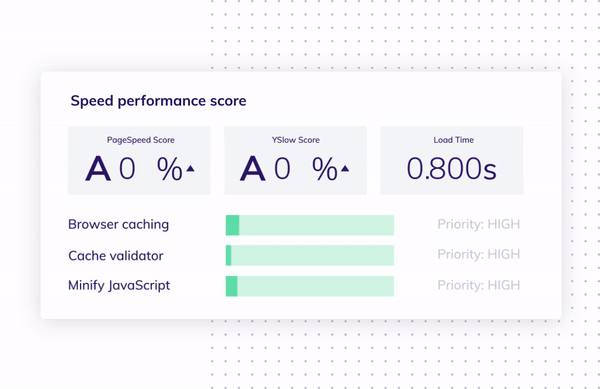 Speed performance score
PageSpeed Score YSlow Score Load Time
A 0 % A 0 % 0.800s
Browser caching Priority: HIGH
Cache validator Priority: HIGH
Minify JavaScript Priority: HIGH